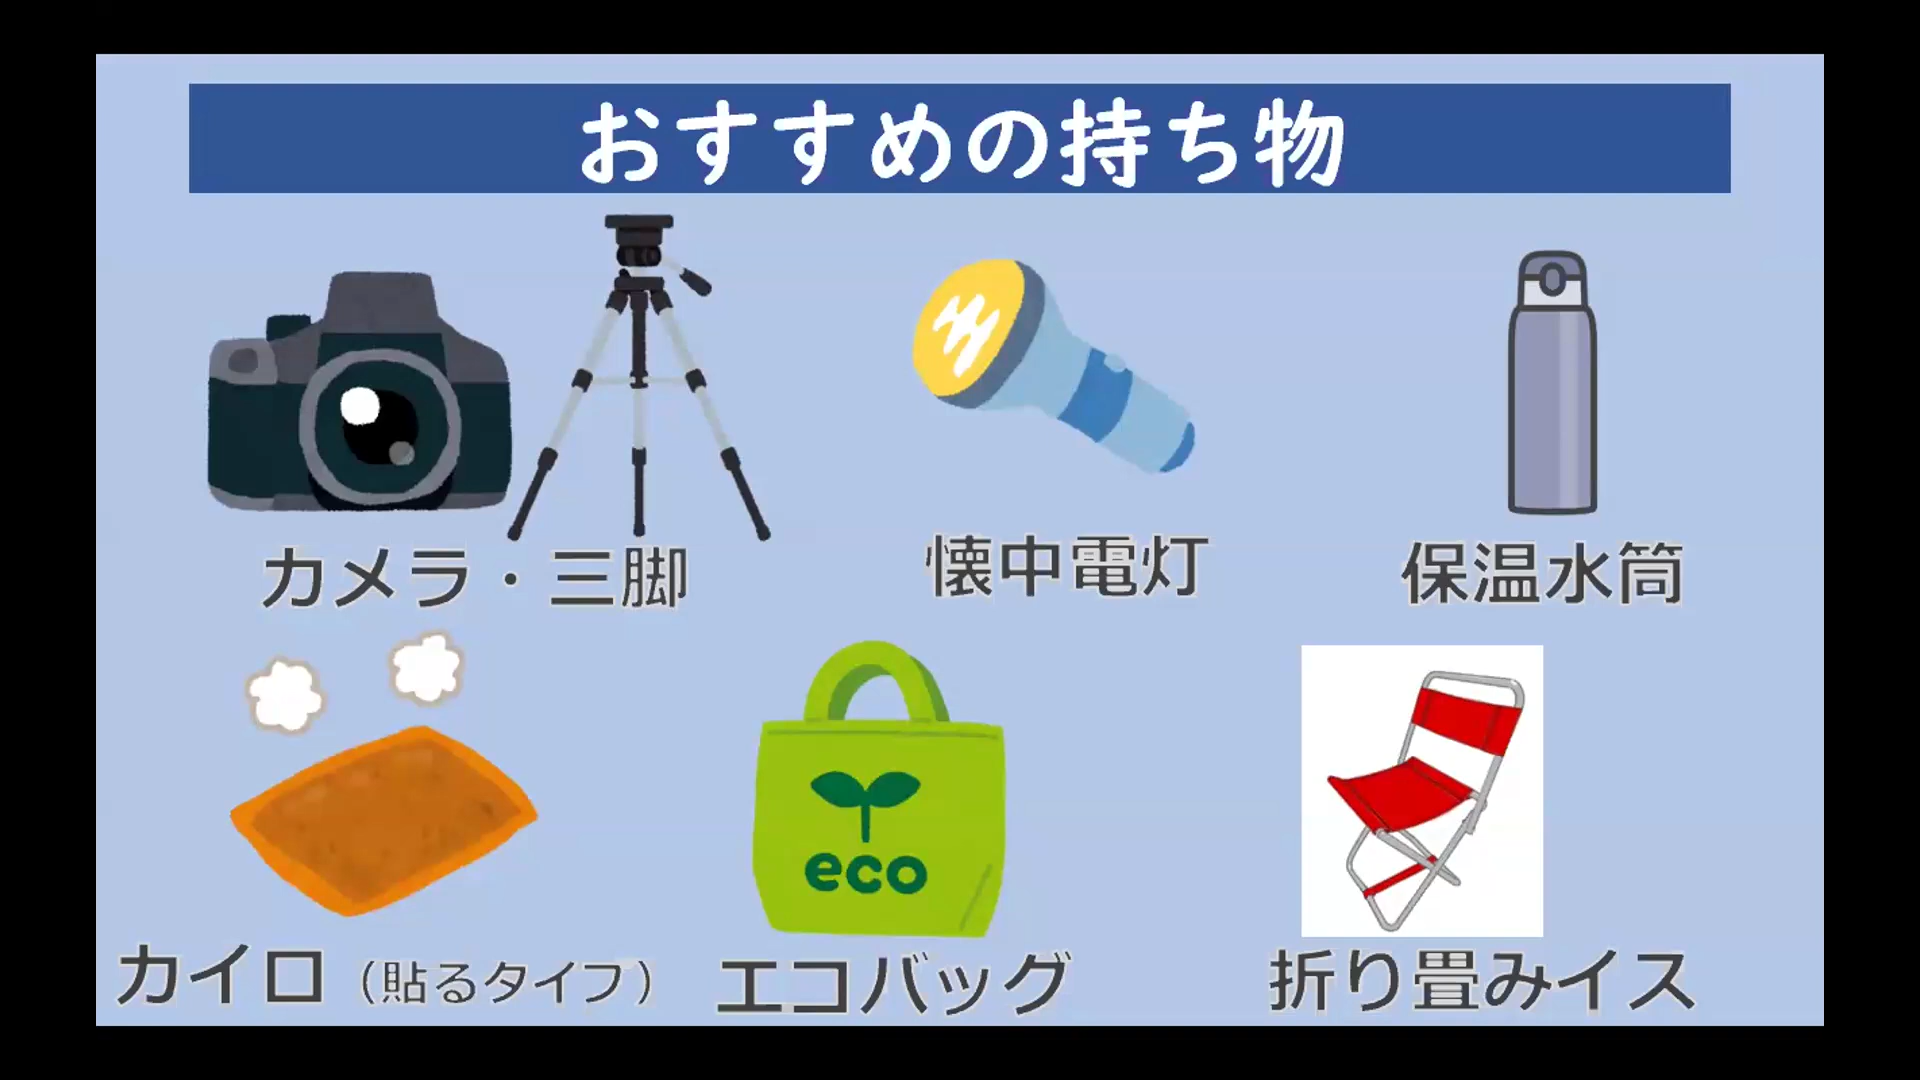 おすすめの持ち物
カメラ・三脚
懐中電灯
保温水筒
eco
カイロ（貼るタイプ）
エコバッグ
折り畳みイス